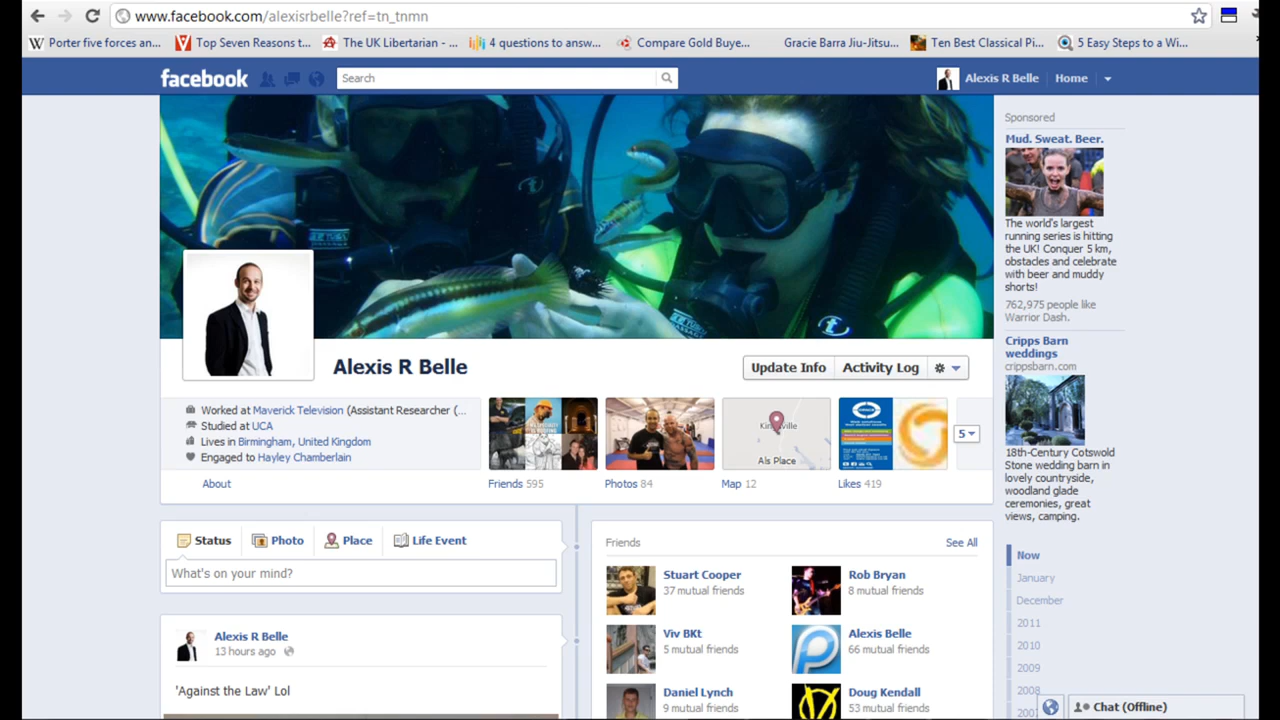 www.facebook.com/alexisrbelle?ref=tn_tnmn
W Porter five forces an...
Top Seven Reasons t...
The UK Libertarian - ...
4 questions to answ...
Compare Gold Buye...
Gracie Barra Jiu-Jitsu...
Ten Best Classical Pi...
5 Easy Steps to a Wi...
facebook
Search
Alexis R Belle
Home
Sponsored
Mud. Sweat. Beer.
The world's largest
running series is hitting
the UK! Conquer 5 km,
obstacles and celebrate
with beer and muddy
shorts!
762,975 people like
Warrior Dash.
Cripps Barn
weddings
crippsbarn.com
18th-Century Cotswold
Stone wedding barn in
lovely countryside,
woodland glade
ceremonies, great
views, camping.
Alexis R Belle
Update Info
Activity Log
Worked at Maverick Television (Assistant Researcher (...
Studied at UCA
Lives in Birmingham, United Kingdom
Engaged to Hayley Chamberlain
About
Friends 595
Photos 84
Als Place
Map 12
Likes 419
5
Status
Photo
Place
Life Event
What's on your mind?
Alexis R Belle
13 hours ago
'Against the Law' Lol
Friends
See All
Stuart Cooper
37 mutual friends
Rob Bryan
8 mutual friends
Viv BKt
5 mutual friends
Alexis Belle
66 mutual friends
Daniel Lynch
9 mutual friends
Doug Kendall
53 mutual friends
Now
January
December
2011
2010
2009
2008
Chat (Offline)